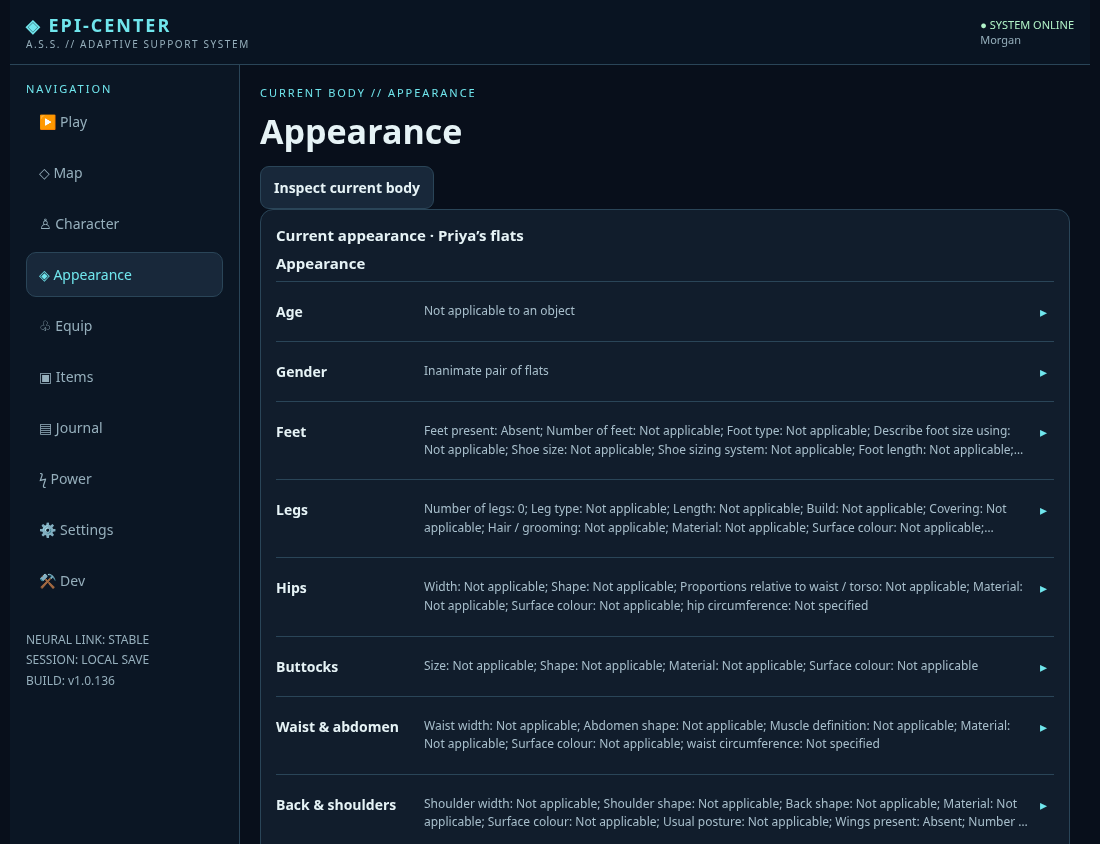 ◈ EPI-CENTER
A.S.S. // ADAPTIVE SUPPORT SYSTEM
● SYSTEM ONLINE
Morgan
NAVIGATION
▶️ Play
◇ Map
♙ Character
◈ Appearance
♧ Equip
▣ Items
▤ Journal
ϟ Power
⚙️ Settings
⚒️ Dev
NEURAL LINK: STABLE
SESSION: LOCAL SAVE
BUILD: v1.0.136
CURRENT BODY // APPEARANCE
Appearance
Inspect current body
Current appearance · Priya’s flats
Appearance
Age
Not applicable to an object
Gender
Inanimate pair of flats
Feet
Feet present: Absent; Number of feet: Not applicable; Foot type: Not applicable; Describe foot size using:
Not applicable; Shoe size: Not applicable; Shoe sizing system: Not applicable; Foot length: Not applicable;…
Legs
Number of legs: 0; Leg type: Not applicable; Length: Not applicable; Build: Not applicable; Covering: Not
applicable; Hair / grooming: Not applicable; Material: Not applicable; Surface colour: Not applicable;…
Hips
Width: Not applicable; Shape: Not applicable; Proportions relative to waist / torso: Not applicable; Material:
Not applicable; Surface colour: Not applicable; hip circumference: Not specified
Buttocks
Size: Not applicable; Shape: Not applicable; Material: Not applicable; Surface colour: Not applicable
Waist & abdomen
Waist width: Not applicable; Abdomen shape: Not applicable; Muscle definition: Not applicable; Material:
Not applicable; Surface colour: Not applicable; waist circumference: Not specified
Back & shoulders
Shoulder width: Not applicable; Shoulder shape: Not applicable; Back shape: Not applicable; Material: Not
applicable; Surface colour: Not applicable; Usual posture: Not applicable; Wings present: Absent; Number …